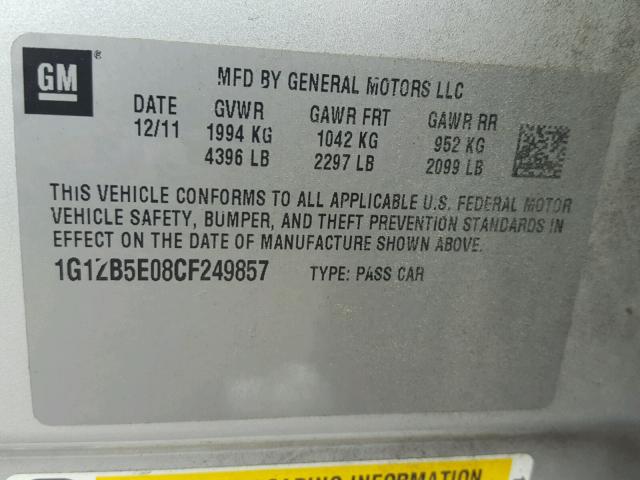 GM ®
MFD BY GENERAL MOTORS LLC
DATE GVWR GAWR FRT GAWR RR
12/11 1994 KG 1042 KG 952 KG
4396 LB 2297 LB 2099 LB
THIS VEHICLE CONFORMS TO ALL APPLICABLE U.S. FEDERAL MOTOR
VEHICLE SAFETY, BUMPER, AND THEFT PREVENTION STANDARDS IN
EFFECT ON THE DATE OF MANUFACTURE SHOWN ABOVE.
1G1ZB5E08CF249857 TYPE: PASS CAR
INFORMATION